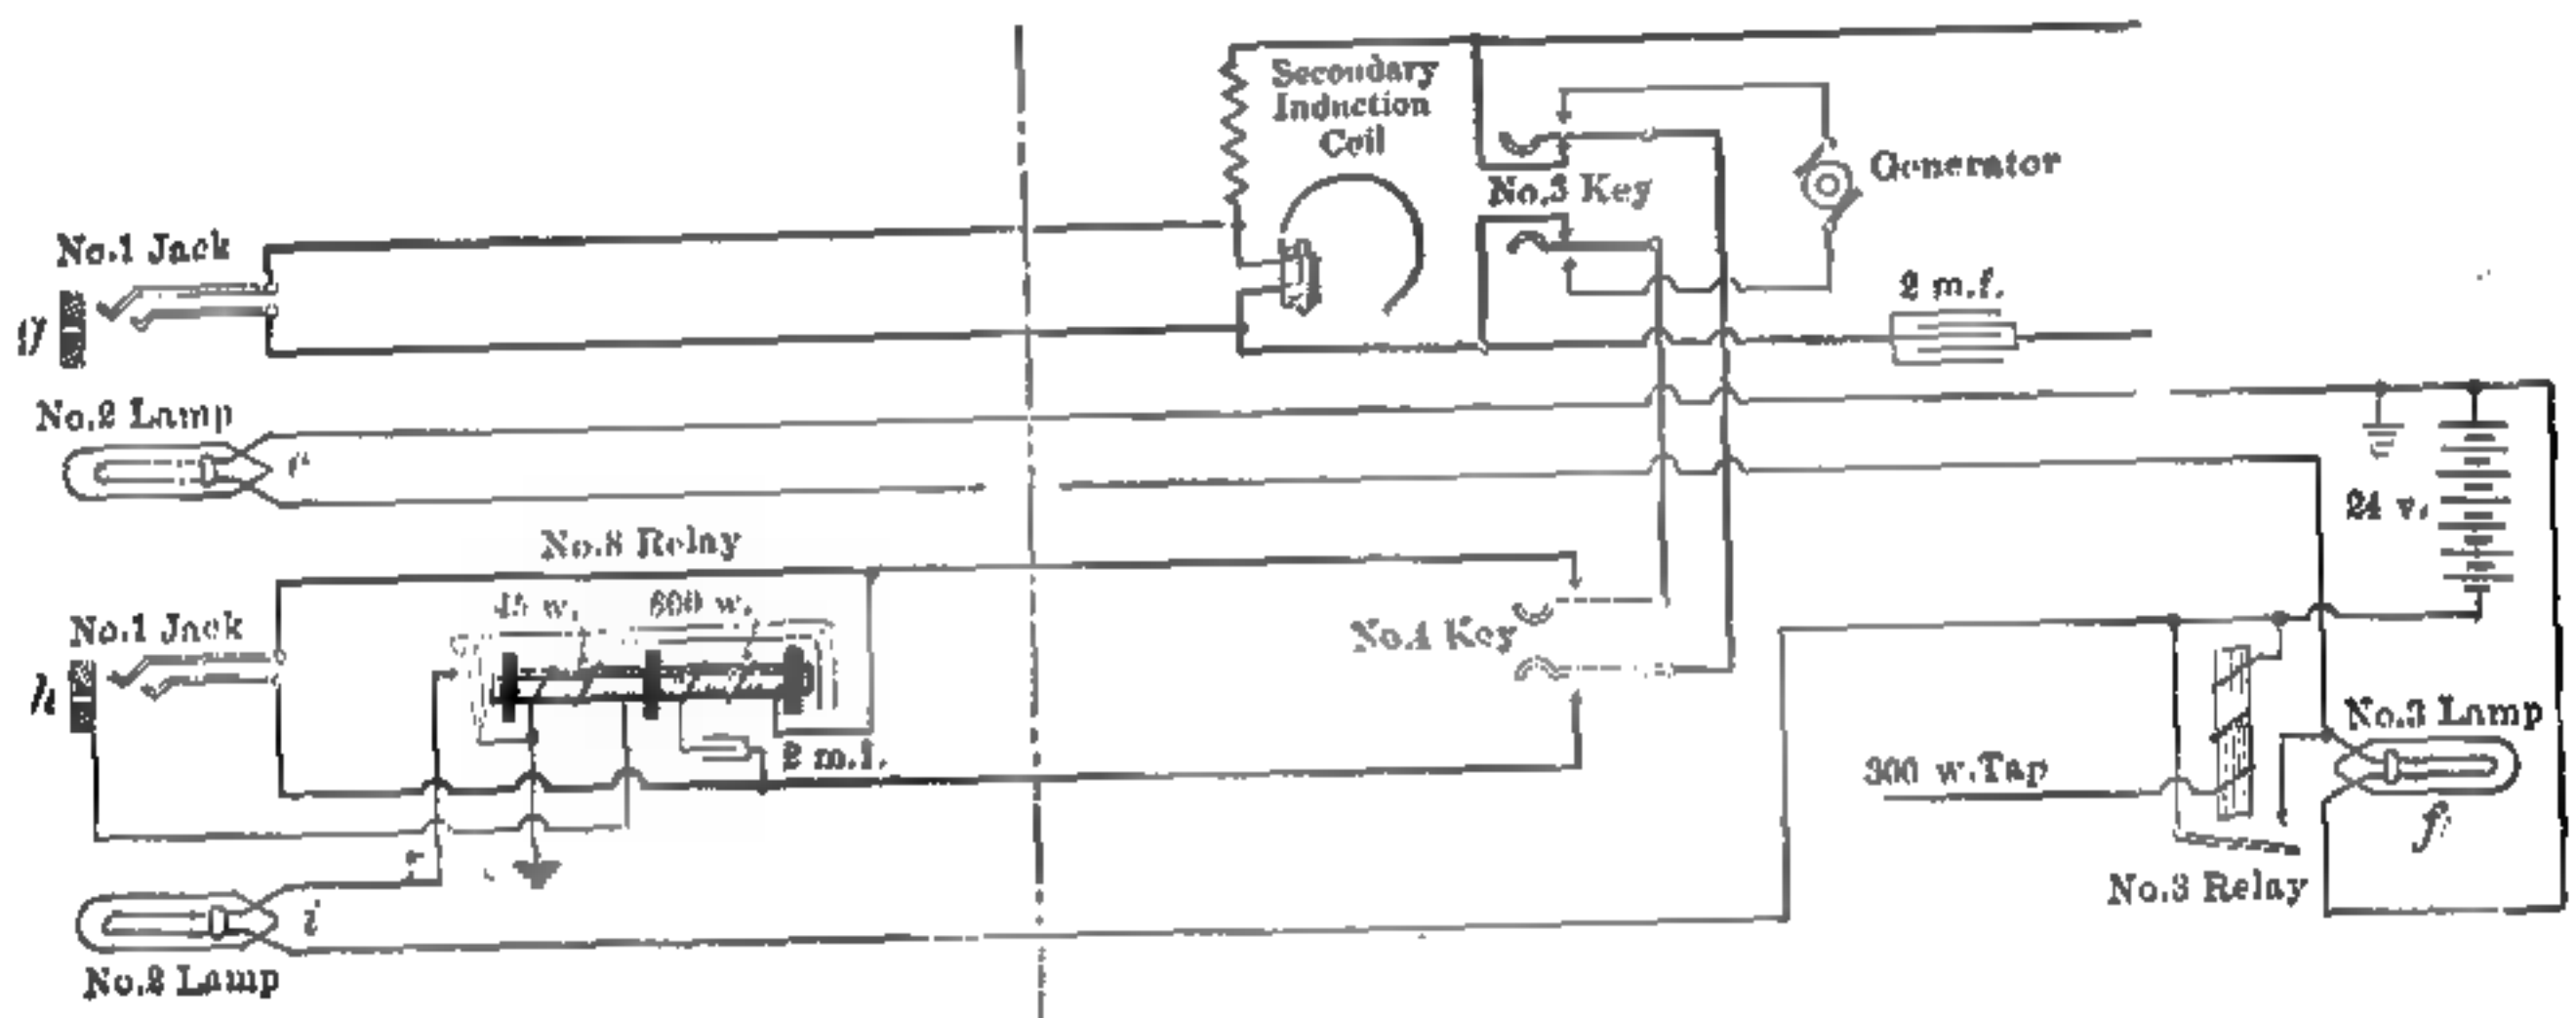 Secondary
Induction
Coil
No.3 Key
Generator
No.1 Jack
g
2 m.f.
No.2 Lamp
24 v.
No.8 Relay
No.1 Jack
h
No.4 Key
2 m.f.
300 w. Tap
No.3 Lamp
f
No.3 Relay
i
No.2 Lamp